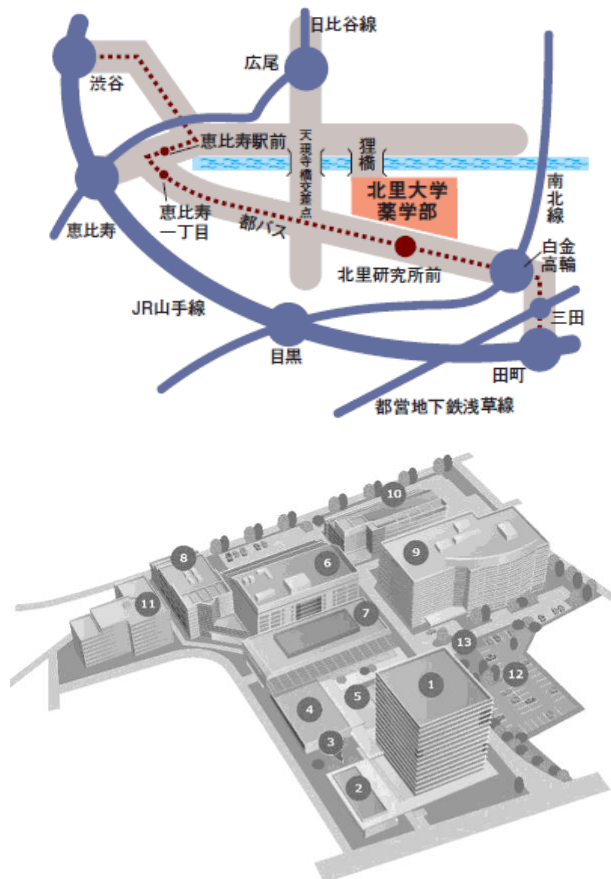 日比谷線
広尾
渋谷
恵比寿駅前
天現寺橋交差点
狸橋
北里大学
薬学部
南北線
恵比寿
恵比寿
一丁目
都バス
白金
高輪
北里研究所前
JR山手線
三田
目黒
田町
都営地下鉄浅草線
10
8
9
6
11
7
13
12
1
5
4
3
2